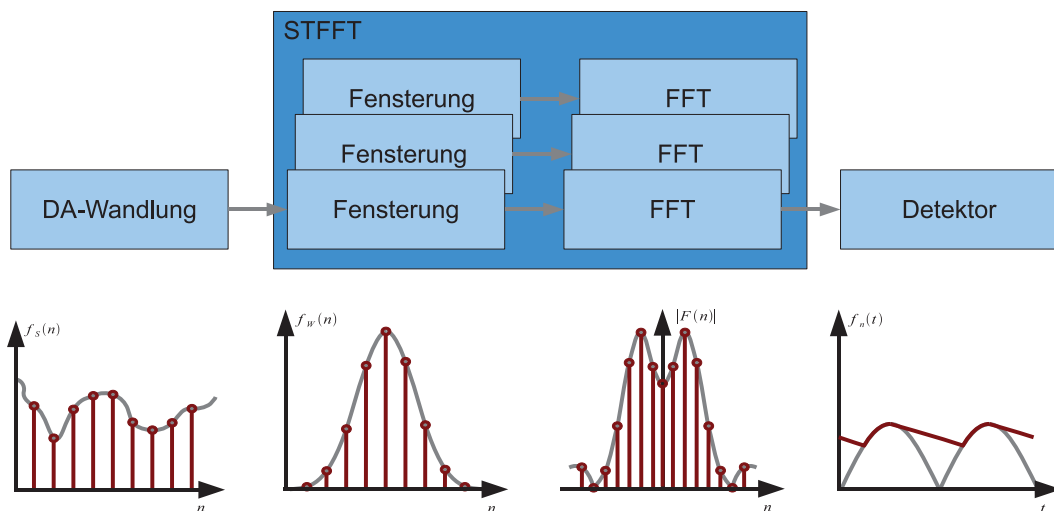 STFFT
Fensterung
FFT
Fensterung
FFT
DA-Wandlung
Fensterung
FFT
Detektor
f_S(n)
n
f_W(n)
n
|F(n)|
n
f_n(t)
t